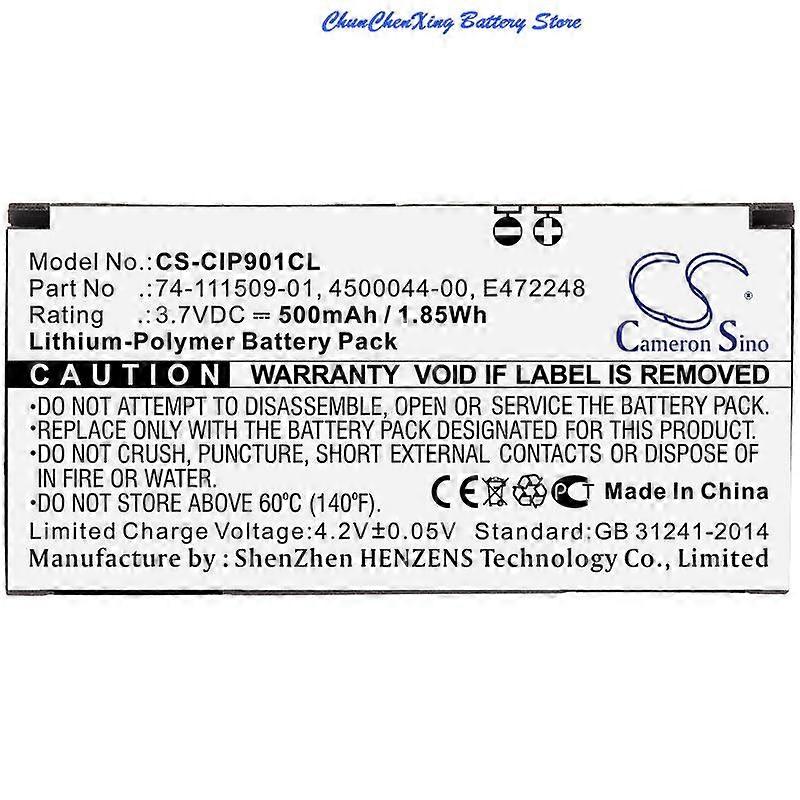 ChunChenXing Battery Store
Model No.:CS-CIP901CL
Part No .:74-111509-01, 4500044-00, E472248
Rating .:3.7VDC ⎓ 500mAh / 1.85Wh
Lithium-Polymer Battery Pack
CS®
Cameron Sino
CAUTION WARRANTY VOID IF LABEL IS REMOVED
•DO NOT ATTEMPT TO DISASSEMBLE, OPEN OR SERVICE THE BATTERY PACK.
•REPLACE ONLY WITH THE BATTERY PACK DESIGNATED FOR THIS PRODUCT.
•DO NOT CRUSH, PUNCTURE, SHORT EXTERNAL CONTACTS OR DISPOSE OF
IN FIRE OR WATER.
•DO NOT STORE ABOVE 60°C (140°F).
CE PCT Made In China
Limited Charge Voltage:4.2V±0.05V Standard:GB 31241-2014
Manufacture by : ShenZhen HENZENS Technology Co., Limited